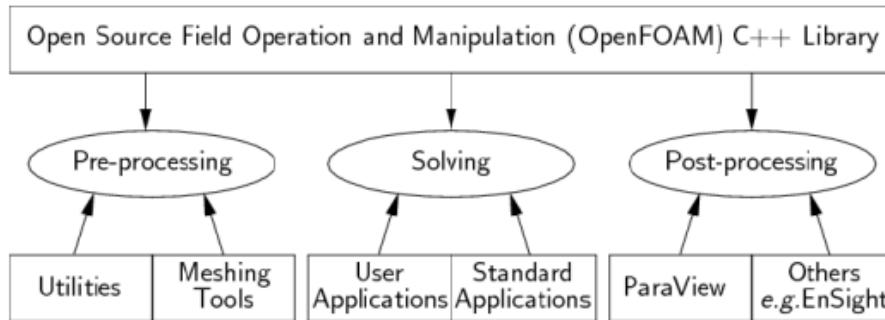 Open Source Field Operation and Manipulation (OpenFOAM) C++ Library
Pre-processing
Solving
Post-processing
Utilities
Meshing
Tools
User
Applications
Standard
Applications
ParaView
Others
e.g.EnSight